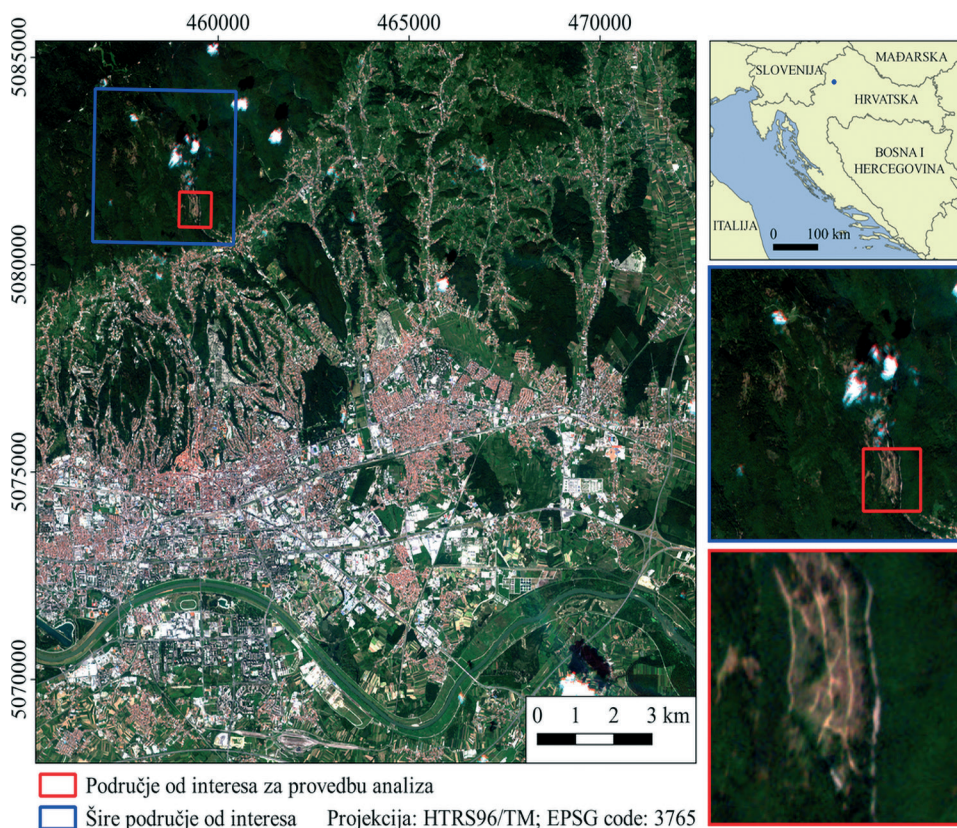 460000
465000
470000
5085000
5080000
5075000
5070000
SLOVENIJA
MAĐARSKA
HRVATSKA
BOSNA I
HERCEGOVINA
ITALIJA
0 100 km
0 1 2 3 km
Područje od interesa za provedbu analiza
Šire područje od interesa
Projekcija: HTRS96/TM; EPSG code: 3765